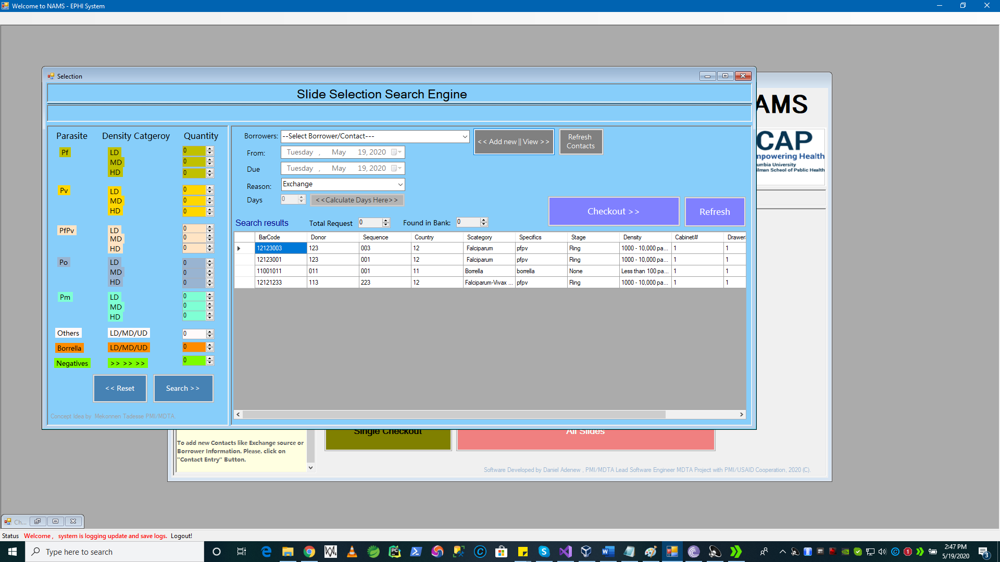 Welcome to NAMS - EPHI System
Selection
Slide Selection Search Engine
AMS
CAP
mpowering Health
umbia University
ilman School of Public Health
Parasite Density Catgeroy Quantity
Pf LD 0
MD 0
HD 0
Pv LD 0
MD 0
HD 0
PfPv LD 0
MD 0
HD 0
Po LD 0
MD 0
HD 0
Pm LD 0
MD 0
HD 0
Others LD/MD/UD 0
Borrella LD/MD/UD 0
Negatives >> >> >> 0
<< Reset Search >>
Concept Idea by Mekonnen Tadesse PMI/MDTA.
Borrowers: --Select Borrower/Contact---
<< Add new || View >>
Refresh
Contacts
From: Tuesday , May 19, 2020
Due Tuesday , May 19, 2020
Reason: Exchange
Days 0 <<Calculate Days Here>>
Checkout >> Refresh
Search results Total Request 0 Found in Bank: 0
BarCode Donor Sequence Country Scategory Specifics Stage Density Cabinet# Drawer
12123003 123 003 12 Falciparum pfpv Ring 1000 - 10,000 pa... 1 1
12123001 123 001 12 Falciparum pfpv Ring 1000 - 10,000 pa... 1 1
11001011 011 001 11 Borrella borrella None Less than 100 pa... 1 1
12121233 113 223 12 Falciparum-Vivax ... pfpv Ring 1000 - 10,000 pa... 1 1
Single Checkout All Slides
To add new Contacts like Exchange source or
Borrower Information. Please. click on
"Contact Entry" Button.
Software Developed by Daniel Adenew , PMI/MDTA Lead Software Engineer MDTA Project with PMI/USAID Cooperation, 2020 (C).
Ch...
Status Welcome , system is logging update and save logs. Logout!
Type here to search
2:47 PM
5/19/2020
3